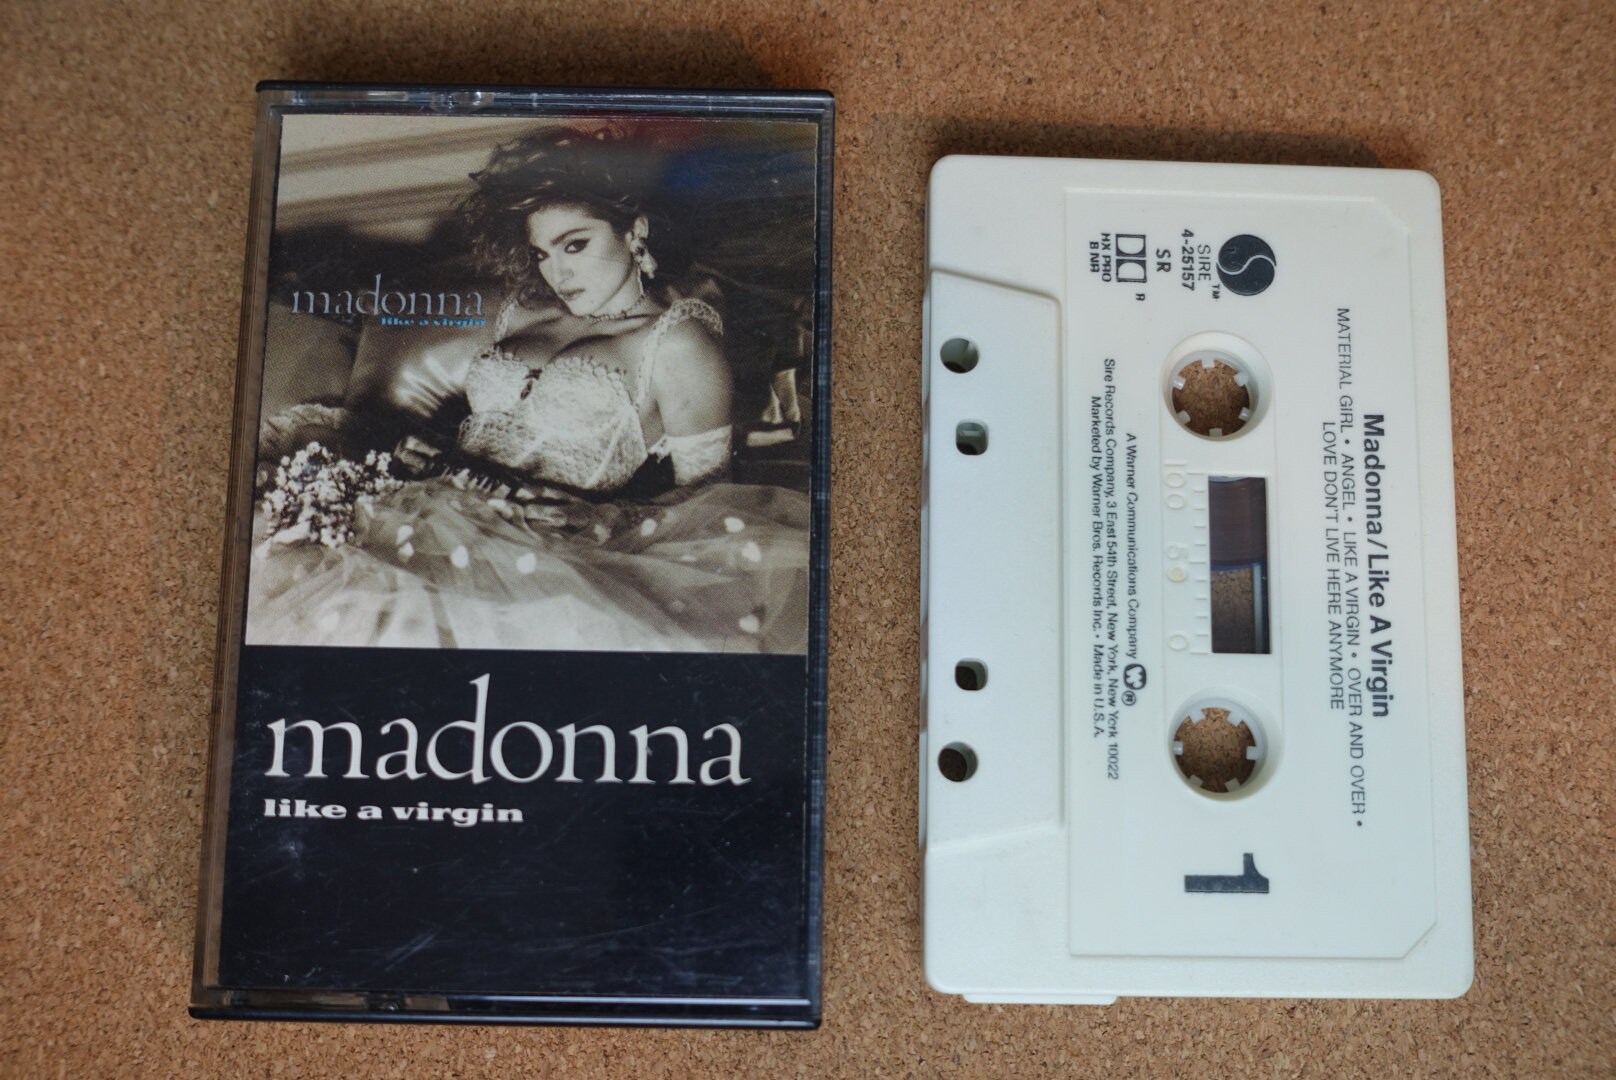 madonna
like a virgin
madonna
like a virgin
Madonna/Like A Virgin
MATERIAL GIRL • ANGEL • LIKE A VIRGIN • OVER AND OVER •
LOVE DON'T LIVE HERE ANYMORE
SIRE™
4-25157
SR
HX PRO
B NR
R
100 50 0
1
A Warner Communications Company W ®
Sire Records Company, 3 East 54th Street, New York, New York 10022
Marketed by Warner Bros. Records Inc. • Made in U.S.A.